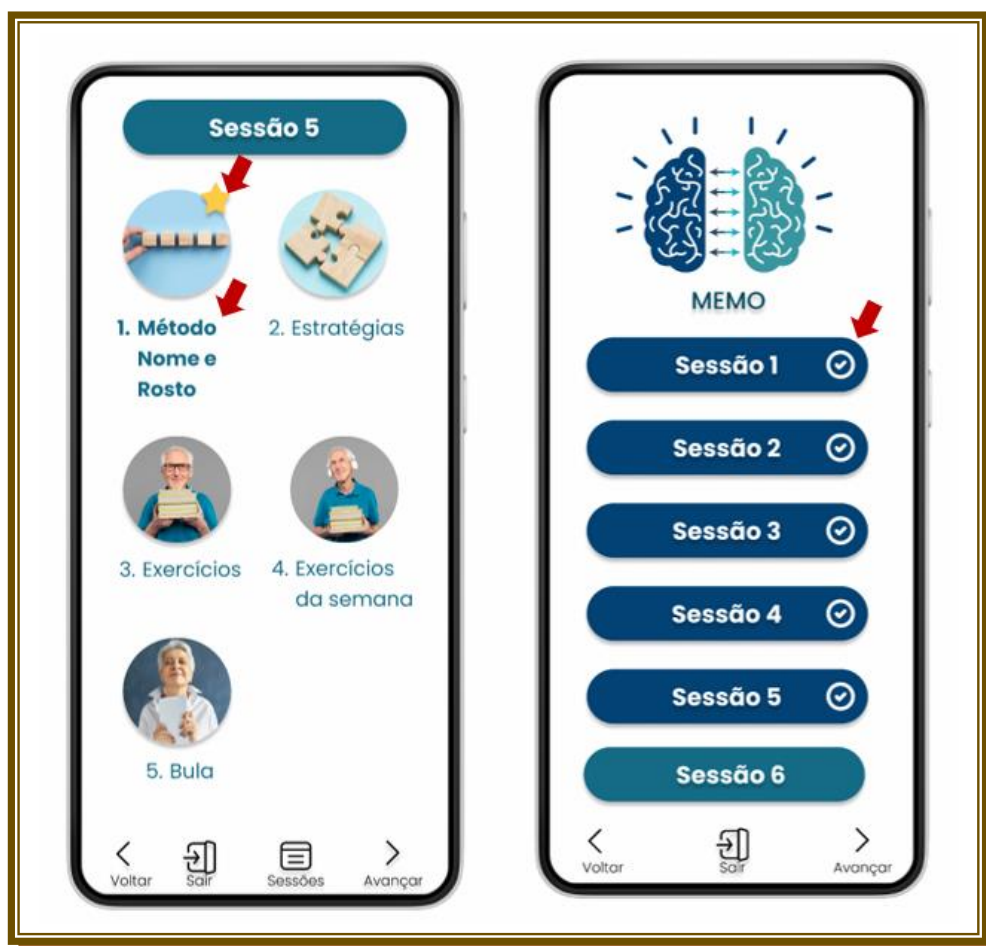 Sessão 5
1. Método
Nome e
Rosto
2. Estratégias
3. Exercícios
4. Exercícios
da semana
5. Bula
Voltar
Sair
Sessões
Avançar
MEMO
Sessão 1
Sessão 2
Sessão 3
Sessão 4
Sessão 5
Sessão 6
Voltar
Sair
Avançar